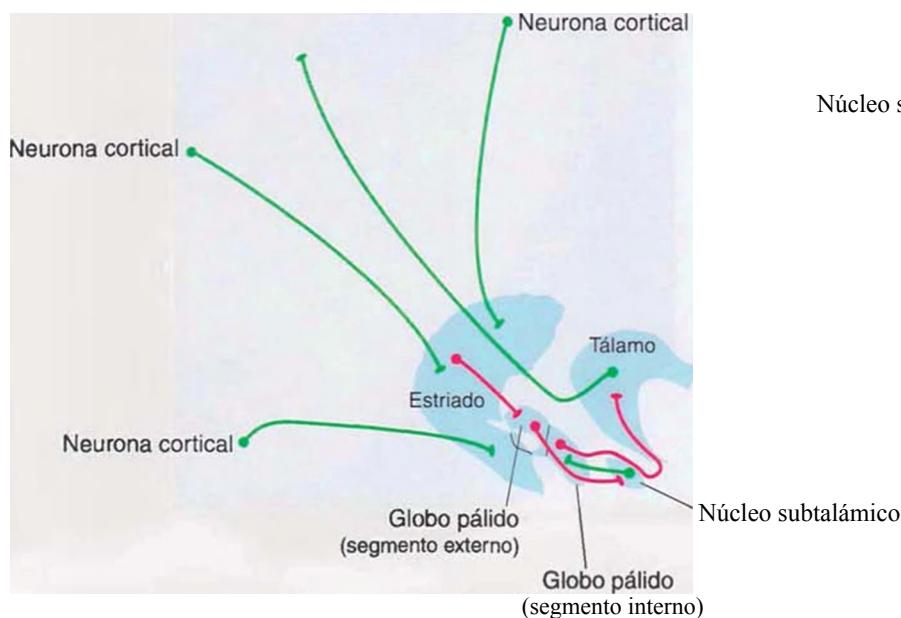 Neurona cortical
Núcleo s
Neurona cortical
Tálamo
Estriado
Neurona cortical
Globo pálido
(segmento externo)
Núcleo subtalámico
Globo pálido
(segmento interno)